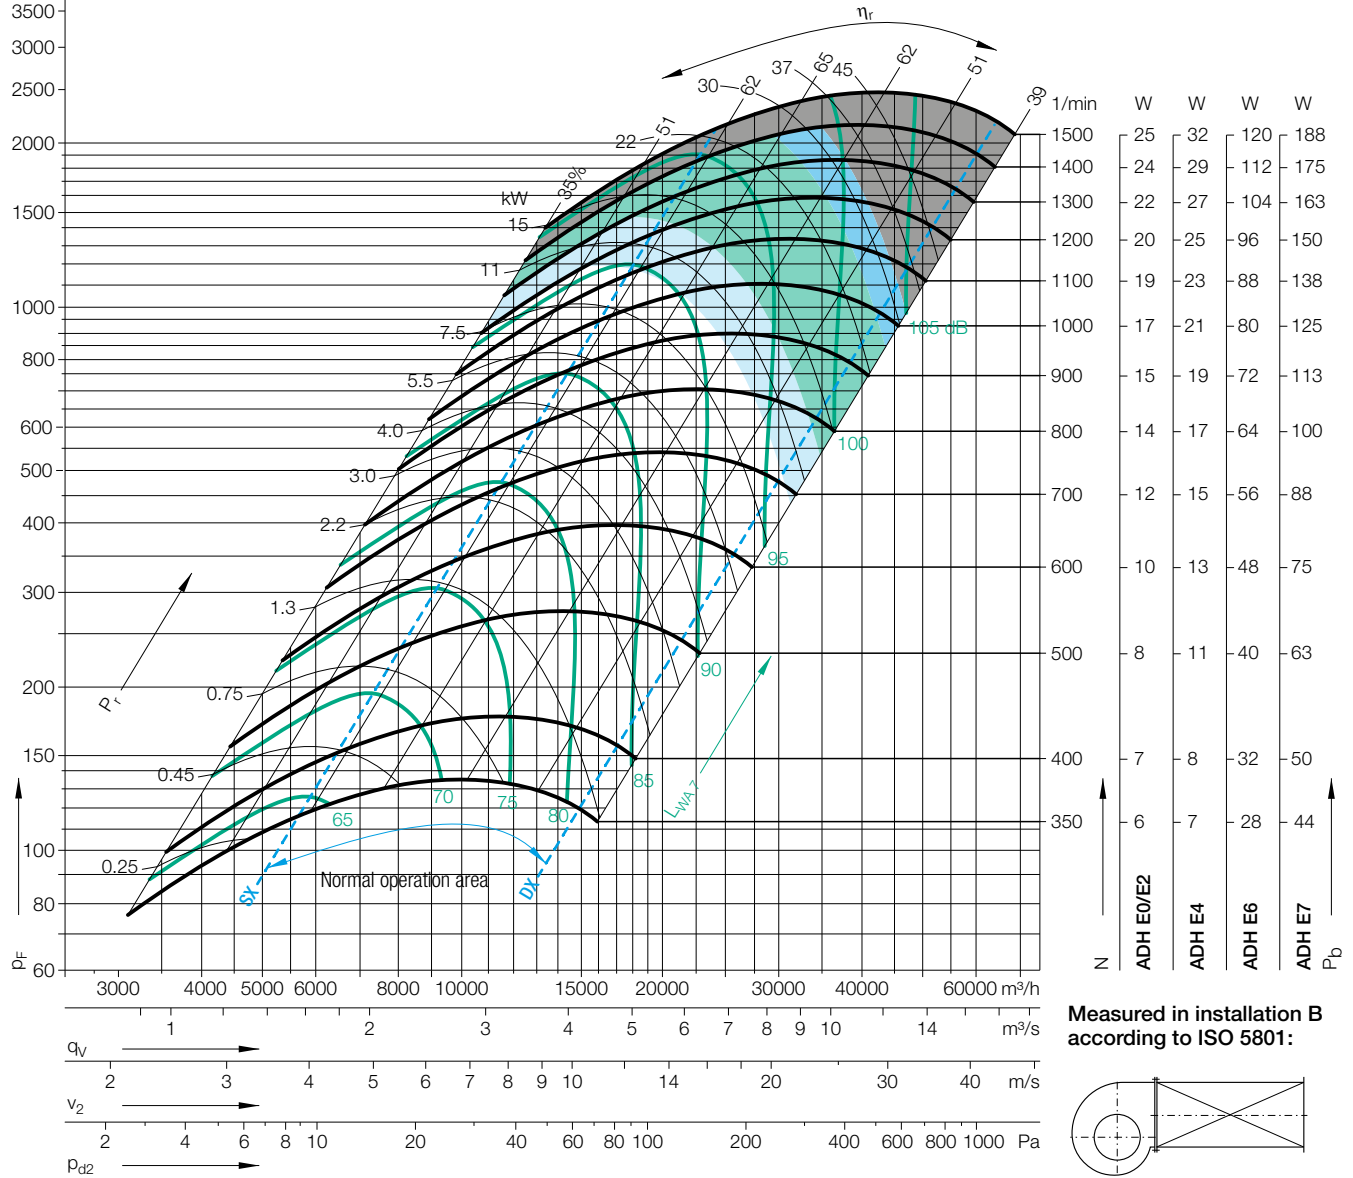 3500
3000
2500
2000
1500
1000
800
600
500
400
300
200
150
100
80
60
pF
ηr
35%
51
62
65
62
51
39
kW
15
22
30
37
45
11
7.5
5.5
4.0
3.0
2.2
1.3
0.75
0.45
0.25
Pr
65
70
75
80
85
90
95
100
105 dB
LWA 7
SX
Normal operation area
DX
1/min W W W W
1500 25 32 120 188
1400 24 29 112 175
1300 22 27 104 163
1200 20 25 96 150
1100 19 23 88 138
1000 17 21 80 125
900 15 19 72 113
800 14 17 64 100
700 12 15 56 88
600 10 13 48 75
500 8 11 40 63
400 7 8 32 50
350 6 7 28 44
N ADH E0/E2 ADH E4 ADH E6 ADH E7 Pb
3000 4000 5000 6000 8000 10000 15000 20000 30000 40000 60000 m³/h
1 2 3 4 5 6 7 8 9 10 14 m³/s
qV
2 3 4 5 6 7 8 9 10 14 20 30 40 m/s
v2
2 4 6 8 10 20 40 60 80 100 200 400 600 800 1000 Pa
pd2
Measured in installation B
according to ISO 5801: